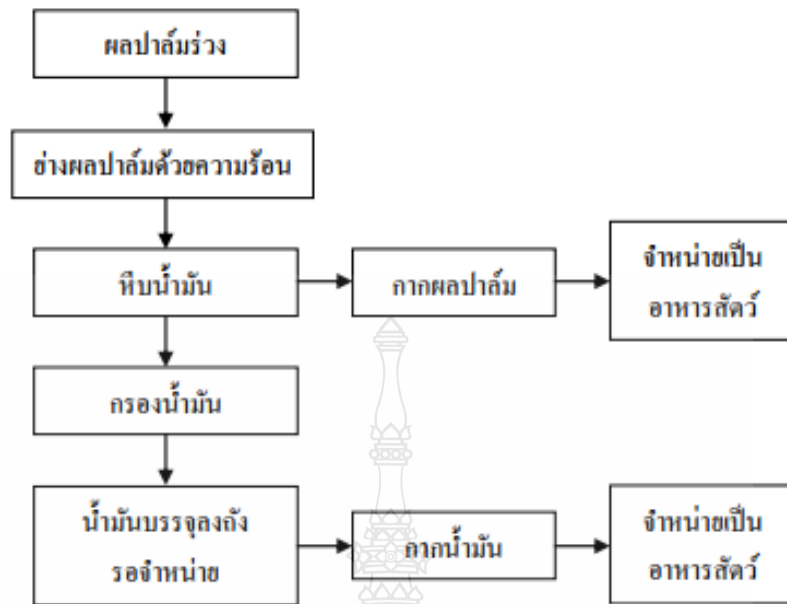 ผลปาล์มร่วง
ย่างผลปาล์มด้วยความร้อน
หีบน้ำมัน
กากผลปาล์ม
จำหน่ายเป็น
อาหารสัตว์
กรองน้ำมัน
น้ำมันบรรจุลงถัง
รอจำหน่าย
กากน้ำมัน
จำหน่ายเป็น
อาหารสัตว์